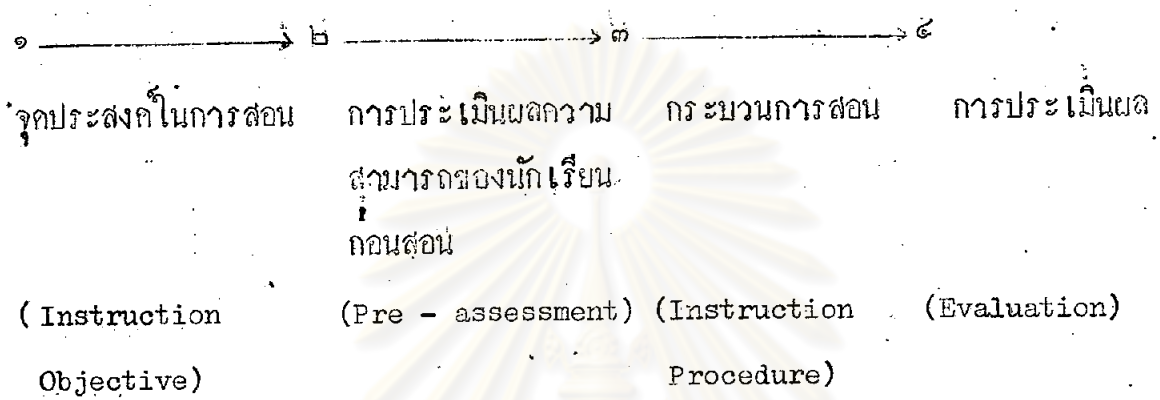 ๑ ⟶ ๒ ⟶ ๓ ⟶ ๔
จุดประสงค์ในการสอน การประเมินผลความ กระบวนการสอน การประเมินผล
สามารถของนักเรียน
ก่อนสอน
(Instruction (Pre - assessment) (Instruction (Evaluation)
Objective) Procedure)